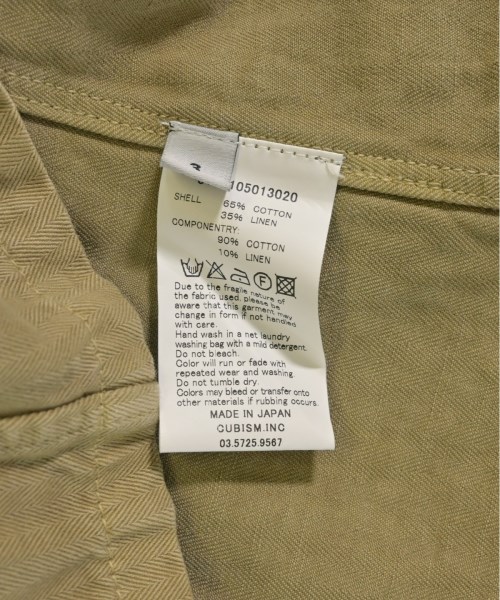 105013020
SHELL 65% COTTON
35% LINEN
COMPONENTRY:
90% COTTON
10% LINEN
F
Due to the fragile nature of
the fabric used, please be
aware that this garment may
change in form if not handled
with care.
Hand wash in a net laundry
washing bag with a mild detergent.
Do not bleach.
Color will run or fade with
repeated wear and washing.
Do not tumble dry.
Colors may bleed or transfer onto
other materials if rubbing occurs.
MADE IN JAPAN
CUBISM.INC
03.5725.9567